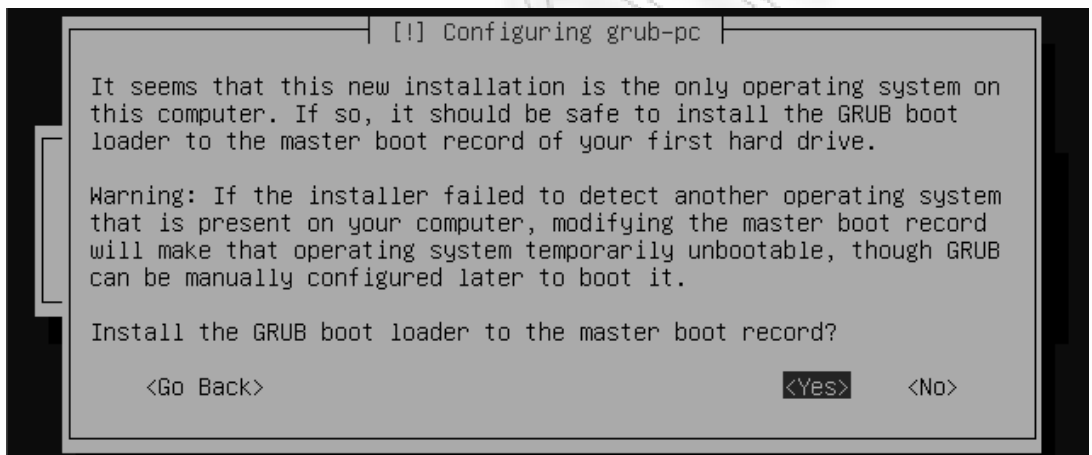 [!] Configuring grub-pc
It seems that this new installation is the only operating system on
this computer. If so, it should be safe to install the GRUB boot
loader to the master boot record of your first hard drive.
Warning: If the installer failed to detect another operating system
that is present on your computer, modifying the master boot record
will make that operating system temporarily unbootable, though GRUB
can be manually configured later to boot it.
Install the GRUB boot loader to the master boot record?
<Go Back> <Yes> <No>